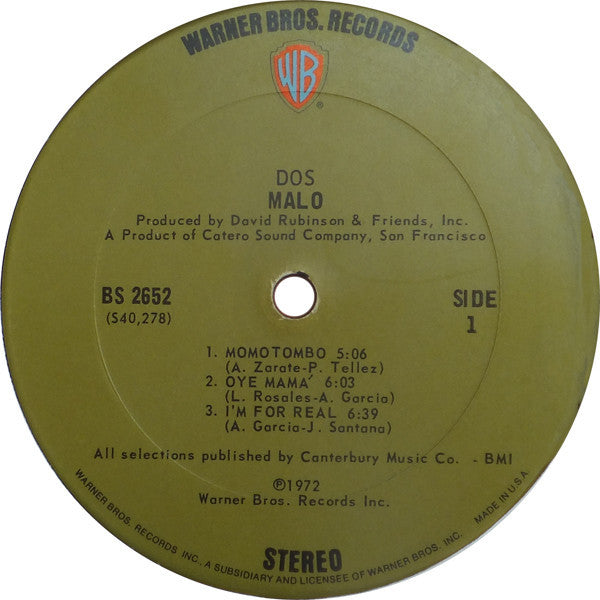 WARNER BROS. RECORDS
WB
®
DOS
MALO
Produced by David Rubinson & Friends, Inc.
A Product of Catero Sound Company, San Francisco
BS 2652
(S40,278)
SIDE
1
1. MOMOTOMBO 5:06
(A. Zarate-P. Tellez)
2. OYE MAMA´ 6:03
(L. Rosales-A. Garcia)
3. I'M FOR REAL 6:39
(A. Garcia-J. Santana)
All selections published by Canterbury Music Co. - BMI
℗1972
Warner Bros. Records Inc.
STEREO
WARNER BROS. RECORDS INC., A SUBSIDIARY AND LICENSEE OF WARNER BROS. INC. MADE IN U.S.A.